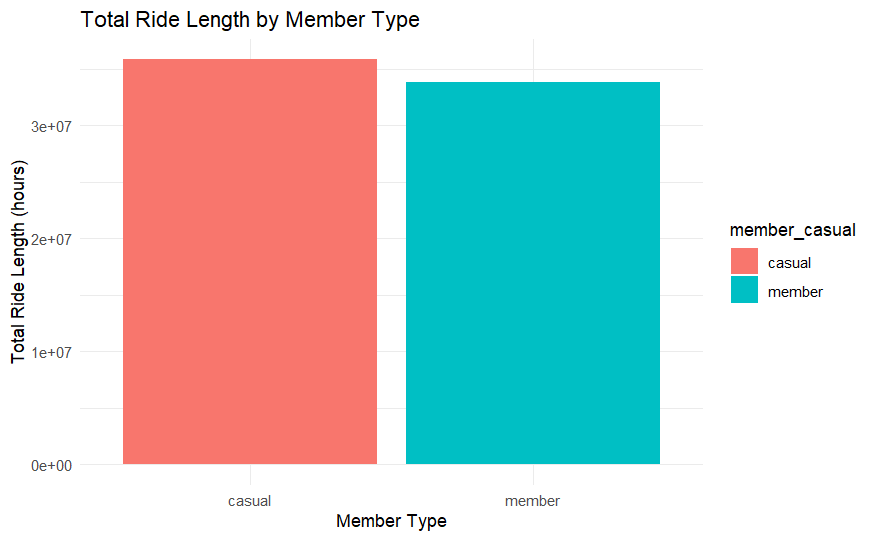 Total Ride Length by Member Type
Total Ride Length (hours)
3e+07
2e+07
1e+07
0e+00
casual
member
Member Type
member_casual
casual
member